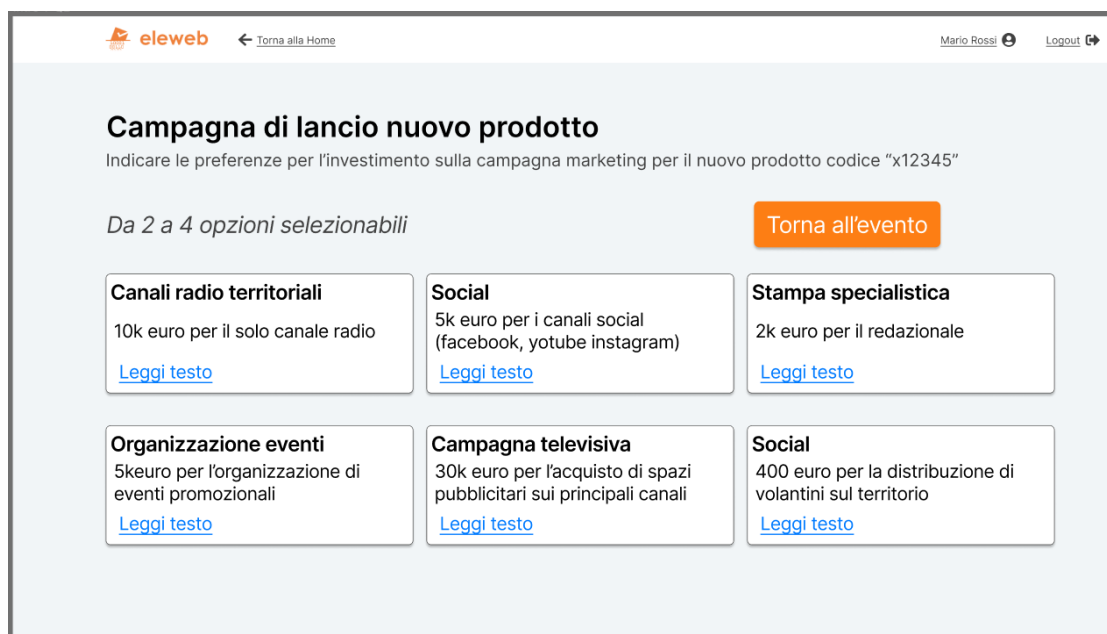 eleweb
Torna alla Home
Mario Rossi
Logout
Campagna di lancio nuovo prodotto
Indicare le preferenze per l'investimento sulla campagna marketing per il nuovo prodotto codice “x12345”
Da 2 a 4 opzioni selezionabili
Torna all'evento
Canali radio territoriali
10k euro per il solo canale radio
Leggi testo
Social
5k euro per i canali social
(facebook, yotube instagram)
Leggi testo
Stampa specialistica
2k euro per il redazionale
Leggi testo
Organizzazione eventi
5keuro per l'organizzazione di
eventi promozionali
Leggi testo
Campagna televisiva
30k euro per l'acquisto di spazi
pubblicitari sui principali canali
Leggi testo
Social
400 euro per la distribuzione di
volantini sul territorio
Leggi testo